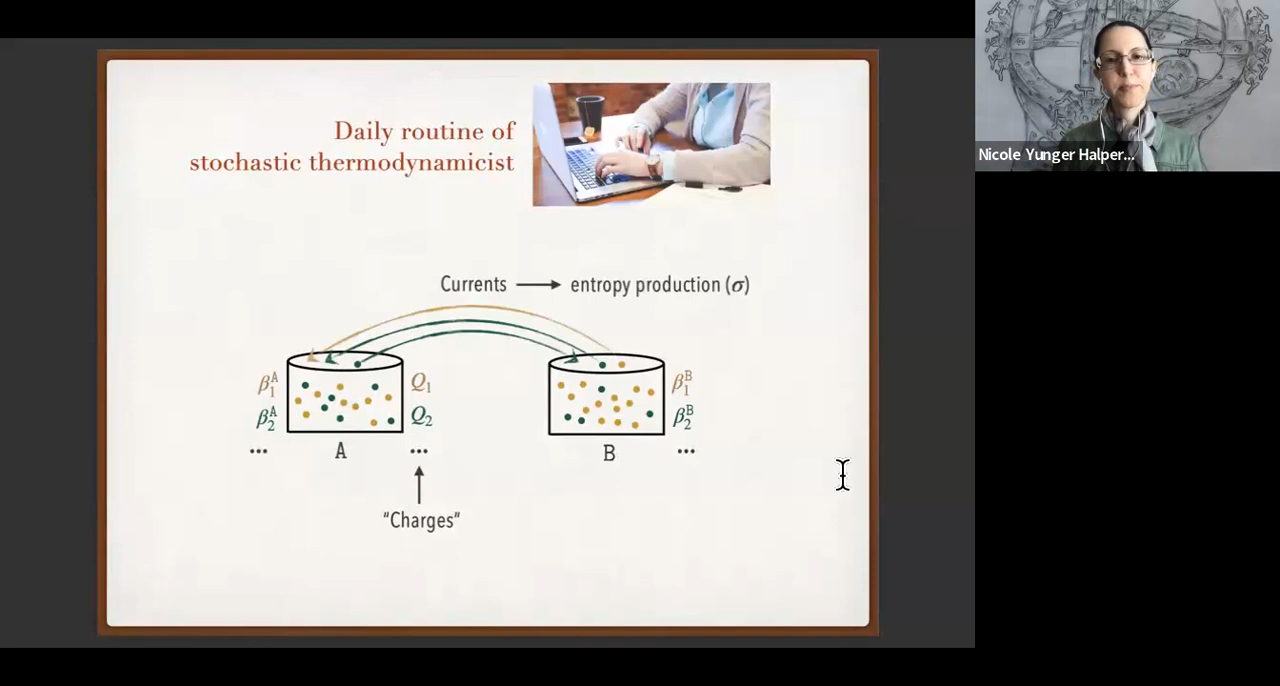 Daily routine of
stochastic thermodynamicist
Currents → entropy production (σ)
β₁ᴬ
β₂ᴬ
...
A
Q₁
Q₂
...
"Charges"
B
β₁ᴮ
β₂ᴮ
...
Nicole Yunger Halper...